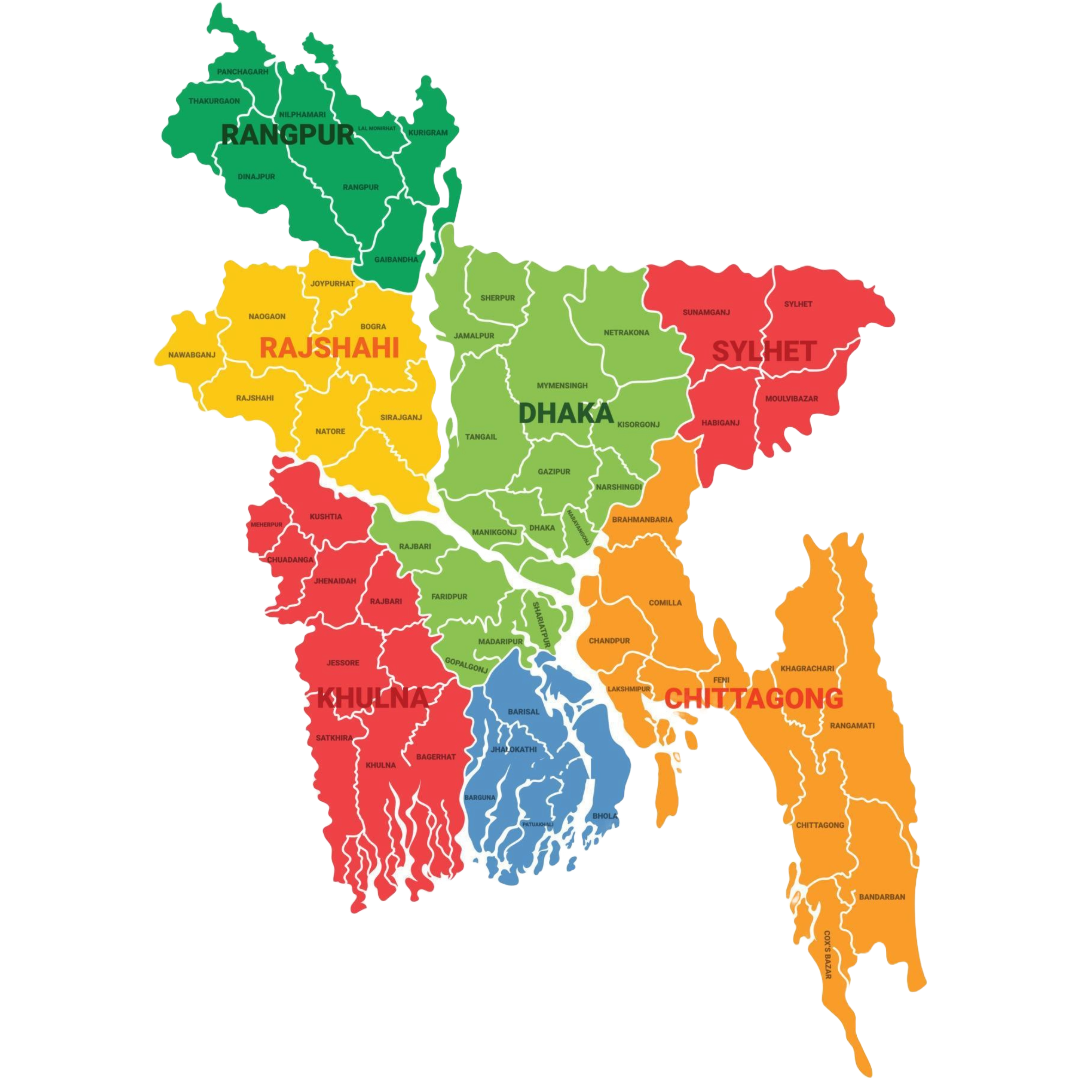 PANCHAGARH
THAKURGAON
NILPHAMARI
LAL MONIRHAT
KURIGRAM
RANGPUR
DINAJPUR
RANGPUR
GAIBANDHA
JOYPURHAT
NAOGAON
BOGRA
RAJSHAHI
NAWABGANJ
RAJSHAHI
SIRAJGANJ
NATORE
SHERPUR
JAMALPUR
NETRAKONA
MYMENSINGH
DHAKA
KISORGONJ
TANGAIL
GAZIPUR
NARSHINGDI
MANIKGONJ
DHAKA
NARAYANGONJ
RAJBARI
FARIDPUR
SHARIATPUR
MADARIPUR
GOPALGONJ
SUNAMGANJ
SYLHET
SYLHET
MOULVIBAZAR
HABIGANJ
KUSHTIA
MEHERPUR
CHUADANGA
JHENAIDAH
RAJBARI
JESSORE
KHULNA
SATKHIRA
KHULNA
BAGERHAT
BARISAL
JHALOKATHI
BARGUNA
PATUAKHALI
BHOLA
BRAHMANBARIA
COMILLA
CHANDPUR
LAKSHMIPUR
FENI
KHAGRACHARI
CHITTAGONG
RANGAMATI
CHITTAGONG
BANDARBAN
COX'S BAZAR